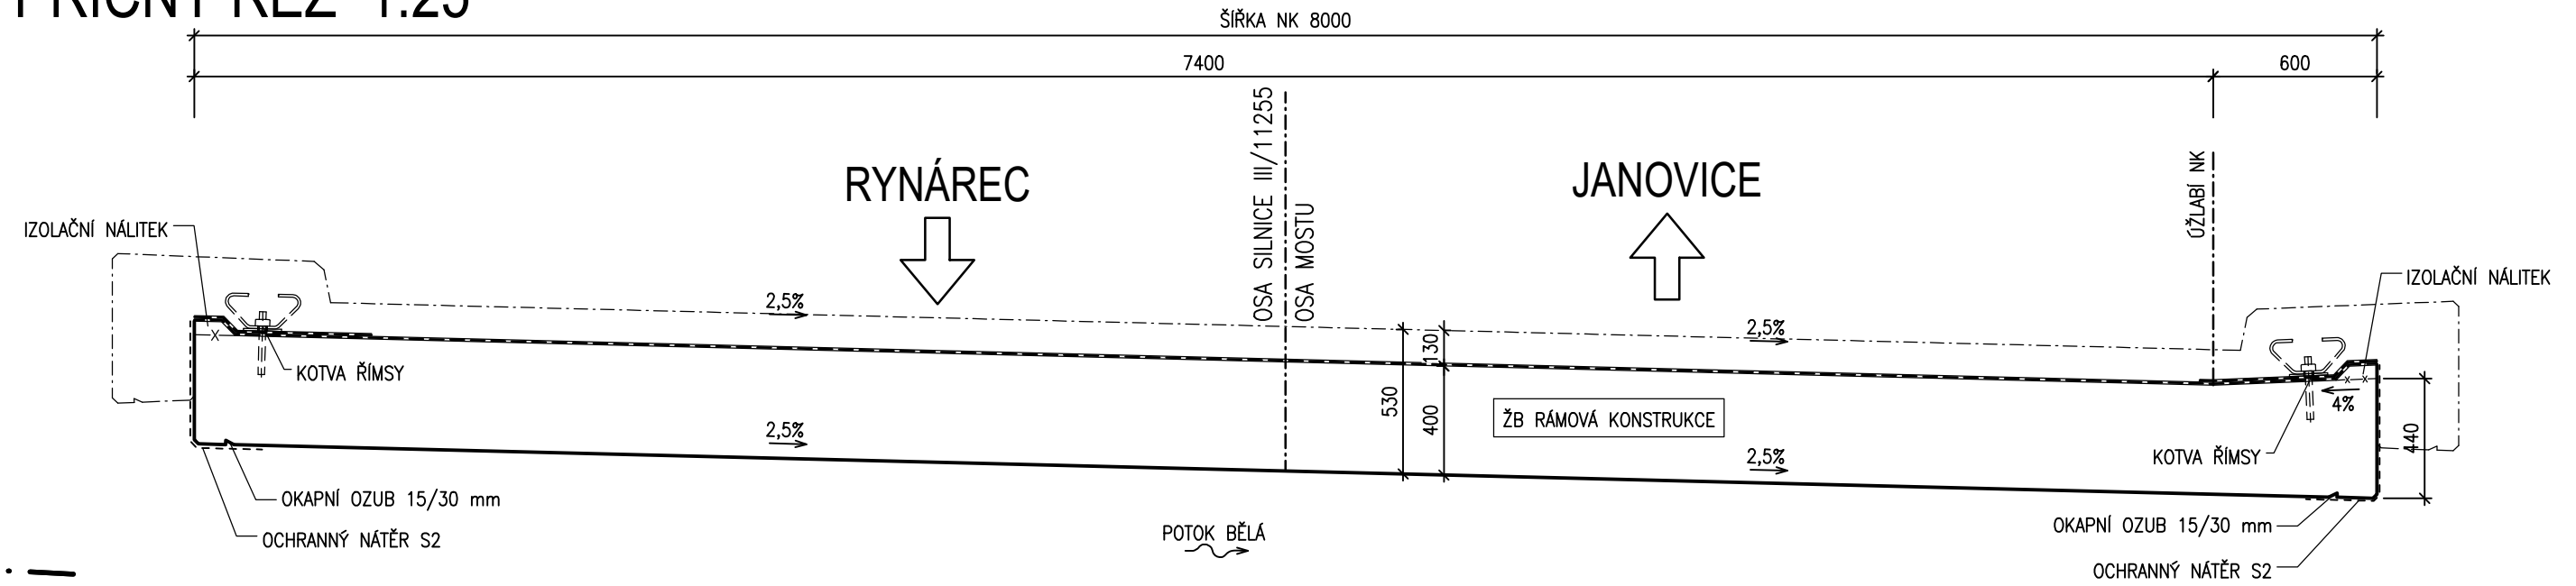 PŘÍČNÝ ŘEZ 1:25
ŠÍŘKA NK 8000
7400
600
OSA SILNICE III/11255
OSA MOSTU
ÚŽLABÍ NK
RYNÁREC
JANOVICE
IZOLAČNÍ NÁLITEK
IZOLAČNÍ NÁLITEK
2,5%
2,5%
130
530
400
KOTVA ŘÍMSY
ŽB RÁMOVÁ KONSTRUKCE
4%
440
2,5%
2,5%
KOTVA ŘÍMSY
OKAPNÍ OZUB 15/30 mm
OCHRANNÝ NÁTĚR S2
POTOK BĚLÁ
OKAPNÍ OZUB 15/30 mm
OCHRANNÝ NÁTĚR S2